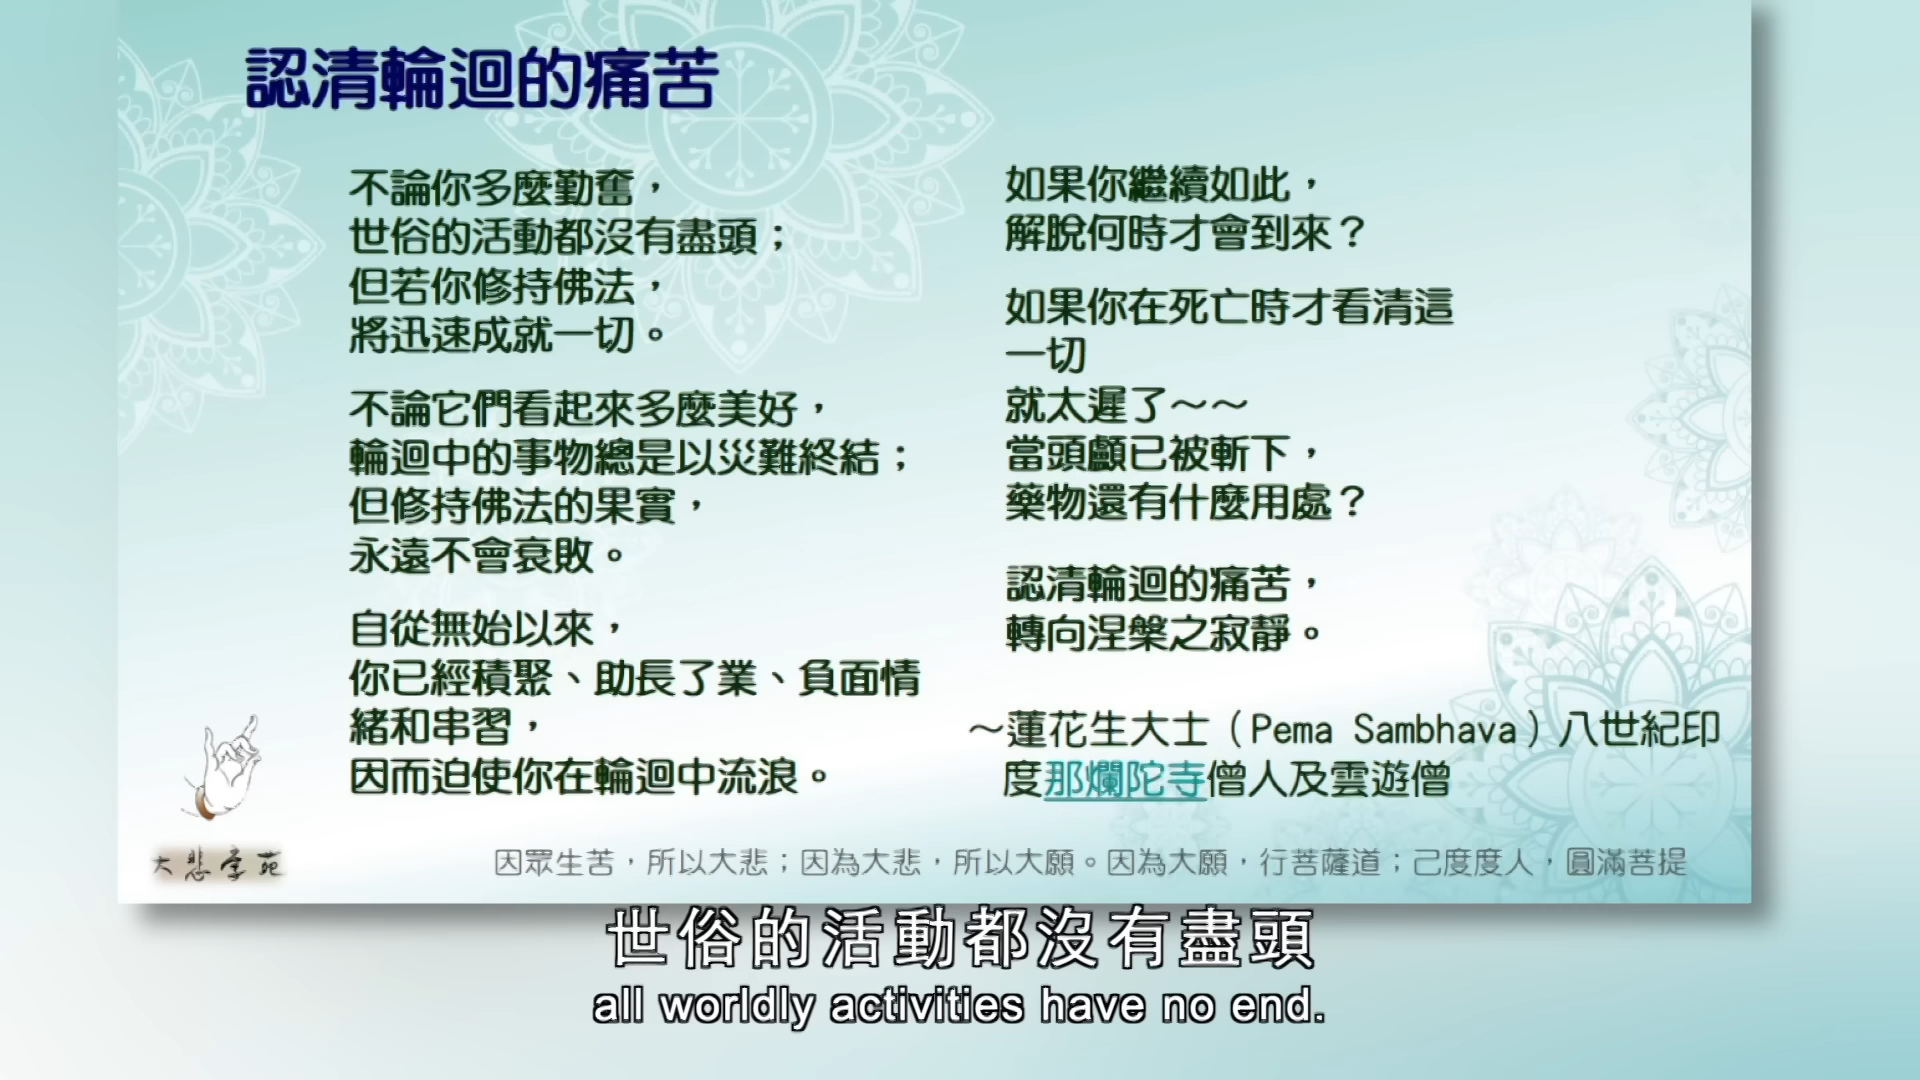 認清輪迴的痛苦
不論你多麼勤奮，
世俗的活動都沒有盡頭；
但若你修持佛法，
將迅速成就一切。
不論它們看起來多麼美好，
輪迴中的事物總是以災難終結；
但修持佛法的果實，
永遠不會衰敗。
自從無始以來，
你已經積聚、助長了業、負面情
緒和串習，
因而迫使你在輪迴中流浪。
如果你繼續如此，
解脫何時才會到來？
如果你在死亡時才看清這
一切
就太遲了～～
當頭顱已被斬下，
藥物還有什麼用處？
認清輪迴的痛苦，
轉向涅槃之寂靜。
～蓮花生大士（Pema Sambhava）八世紀印
度那爛陀寺僧人及雲遊僧
大悲学苑
因眾生苦，所以大悲；因為大悲，所以大願。因為大願，行菩薩道；己度度人，圓滿菩提
世俗的活動都沒有盡頭
all worldly activities have no end.